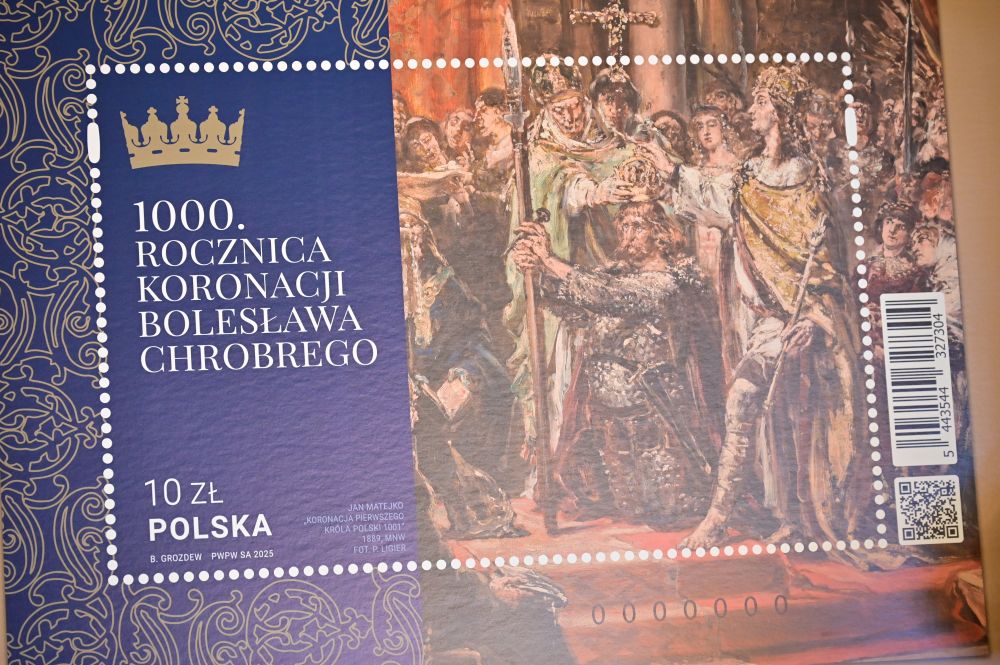 1000.
ROCZNICA
KORONACJI
BOLESŁAWA
CHROBREGO
10 ZŁ
POLSKA
B. GROZDEW PWPW SA 2025
JAN MATEJKO
„KORONACJA PIERWSZEGO
KRÓLA POLSKI 1001”
1889, MNW
FOT. P. LIGIER
5 443544 327304
0000000